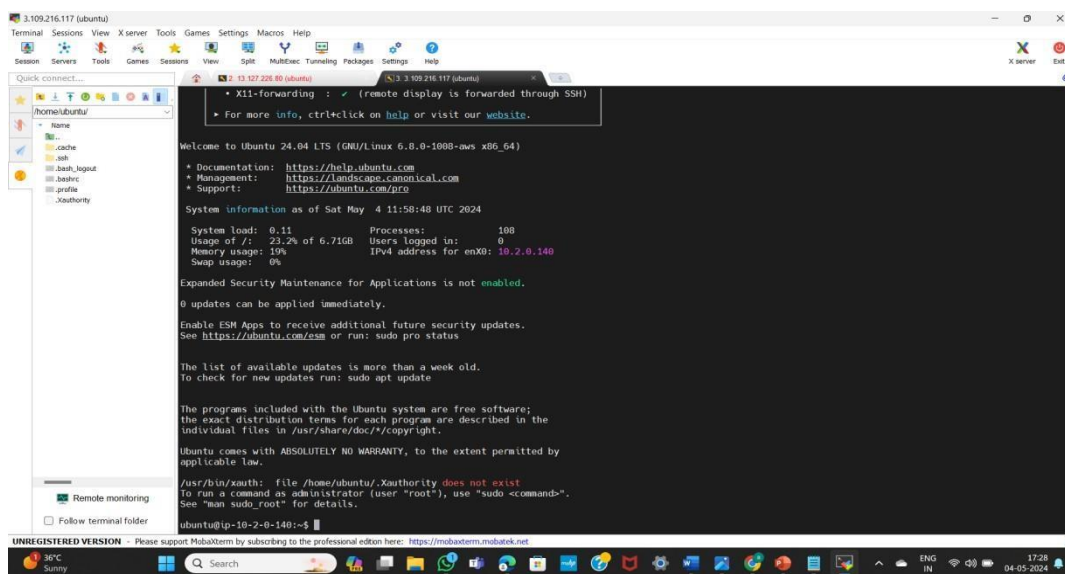 3.109.216.117 (ubuntu)
Terminal Sessions View X server Tools Games Settings Macros Help
Session Servers Tools Games Sessions View Split MultiExec Tunneling Packages Settings Help X server Exit
Quick connect...
2. 13.127.226.80 (ubuntu)
3. 3.109.216.117 (ubuntu)
/home/ubuntu/
Name
..
.cache
.ssh
.bash_logout
.bashrc
.profile
.Xauthority
Remote monitoring
Follow terminal folder
• X11-forwarding : ✓ (remote display is forwarded through SSH)
► For more info, ctrl+click on help or visit our website.
Welcome to Ubuntu 24.04 LTS (GNU/Linux 6.8.0-1008-aws x86_64)
* Documentation: https://help.ubuntu.com
* Management: https://landscape.canonical.com
* Support: https://ubuntu.com/pro
System information as of Sat May 4 11:58:48 UTC 2024
System load: 0.11 Processes: 108
Usage of /: 23.2% of 6.71GB Users logged in: 0
Memory usage: 19% IPv4 address for enX0: 10.2.0.140
Swap usage: 0%
Expanded Security Maintenance for Applications is not enabled.
0 updates can be applied immediately.
Enable ESM Apps to receive additional future security updates.
See https://ubuntu.com/esm or run: sudo pro status
The list of available updates is more than a week old.
To check for new updates run: sudo apt update
The programs included with the Ubuntu system are free software;
the exact distribution terms for each program are described in the
individual files in /usr/share/doc/*/copyright.
Ubuntu comes with ABSOLUTELY NO WARRANTY, to the extent permitted by
applicable law.
/usr/bin/xauth: file /home/ubuntu/.Xauthority does not exist
To run a command as administrator (user "root"), use "sudo <command>".
See "man sudo_root" for details.
ubuntu@ip-10-2-0-140:~$
UNREGISTERED VERSION - Please support MobaXterm by subscribing to the professional edition here: https://mobaxterm.mobatek.net
36°C
Sunny
Search
ENG
IN
17:28
04-05-2024